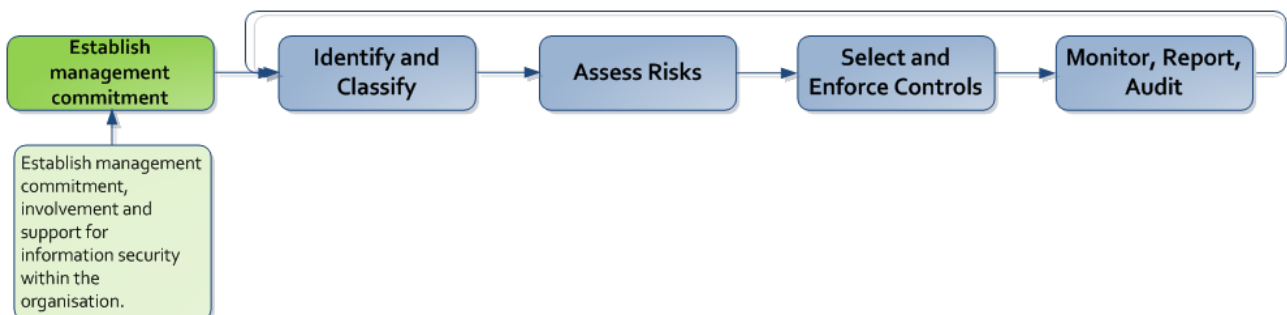 Establish
management
commitment
Identify and
Classify
Assess Risks
Select and
Enforce Controls
Monitor, Report,
Audit
Establish management
commitment,
involvement and
support for
information security
within the
organisation.